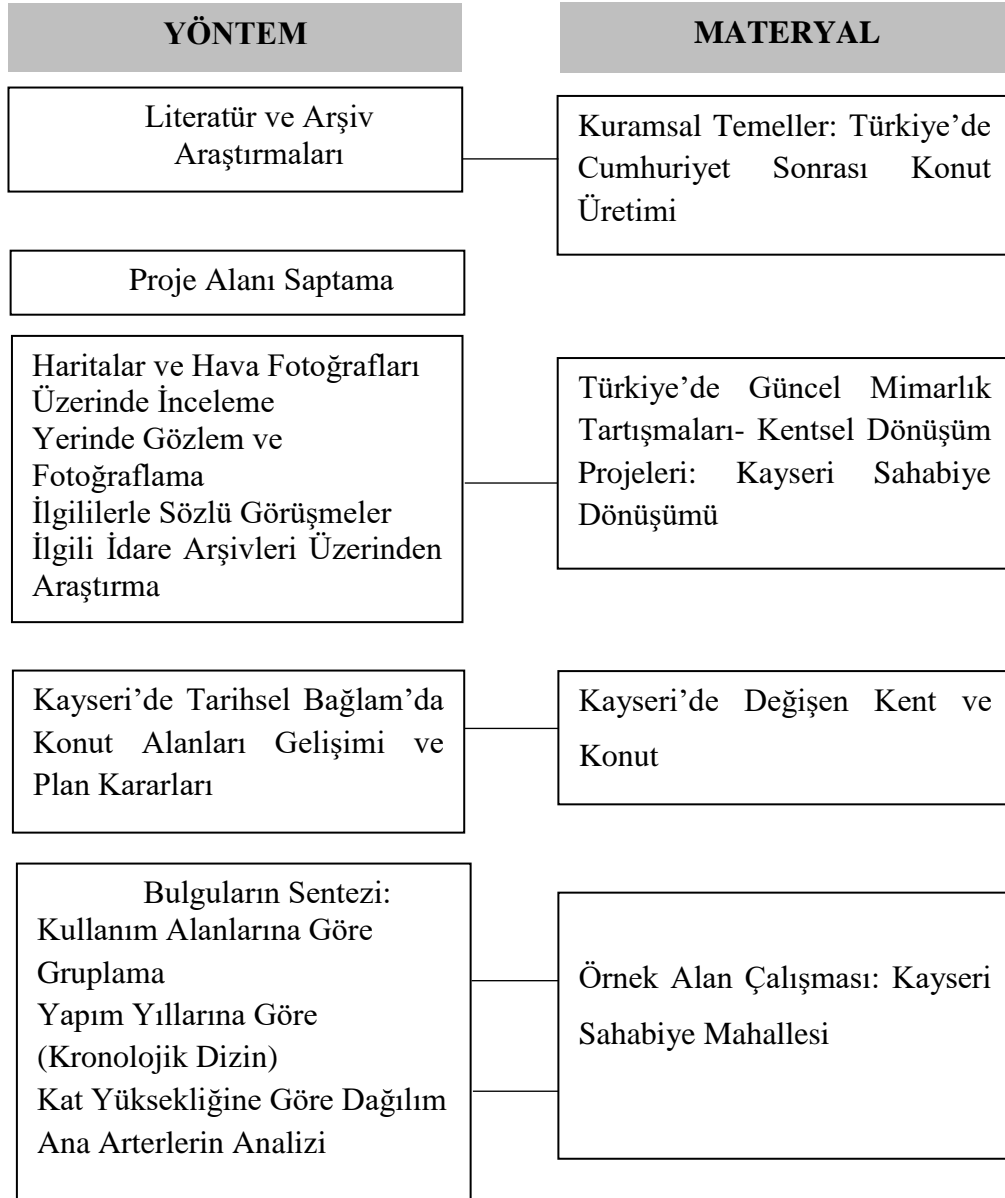 YÖNTEM
MATERYAL
Literatür ve Arşiv
Araştırmaları
Kuramsal Temeller: Türkiye’de
Cumhuriyet Sonrası Konut
Üretimi
Proje Alanı Saptama
Haritalar ve Hava Fotoğrafları
Üzerinde İnceleme
Yerinde Gözlem ve
Fotoğraflama
İlgililerle Sözlü Görüşmeler
İlgili İdare Arşivleri Üzerinden
Araştırma
Türkiye’de Güncel Mimarlık
Tartışmaları- Kentsel Dönüşüm
Projeleri: Kayseri Sahabiye
Dönüşümü
Kayseri’de Tarihsel Bağlam’da
Konut Alanları Gelişimi ve
Plan Kararları
Kayseri’de Değişen Kent ve
Konut
Bulguların Sentezi:
Kullanım Alanlarına Göre
Gruplama
Yapım Yıllarına Göre
(Kronolojik Dizin)
Kat Yüksekliğine Göre Dağılım
Ana Arterlerin Analizi
Örnek Alan Çalışması: Kayseri
Sahabiye Mahallesi